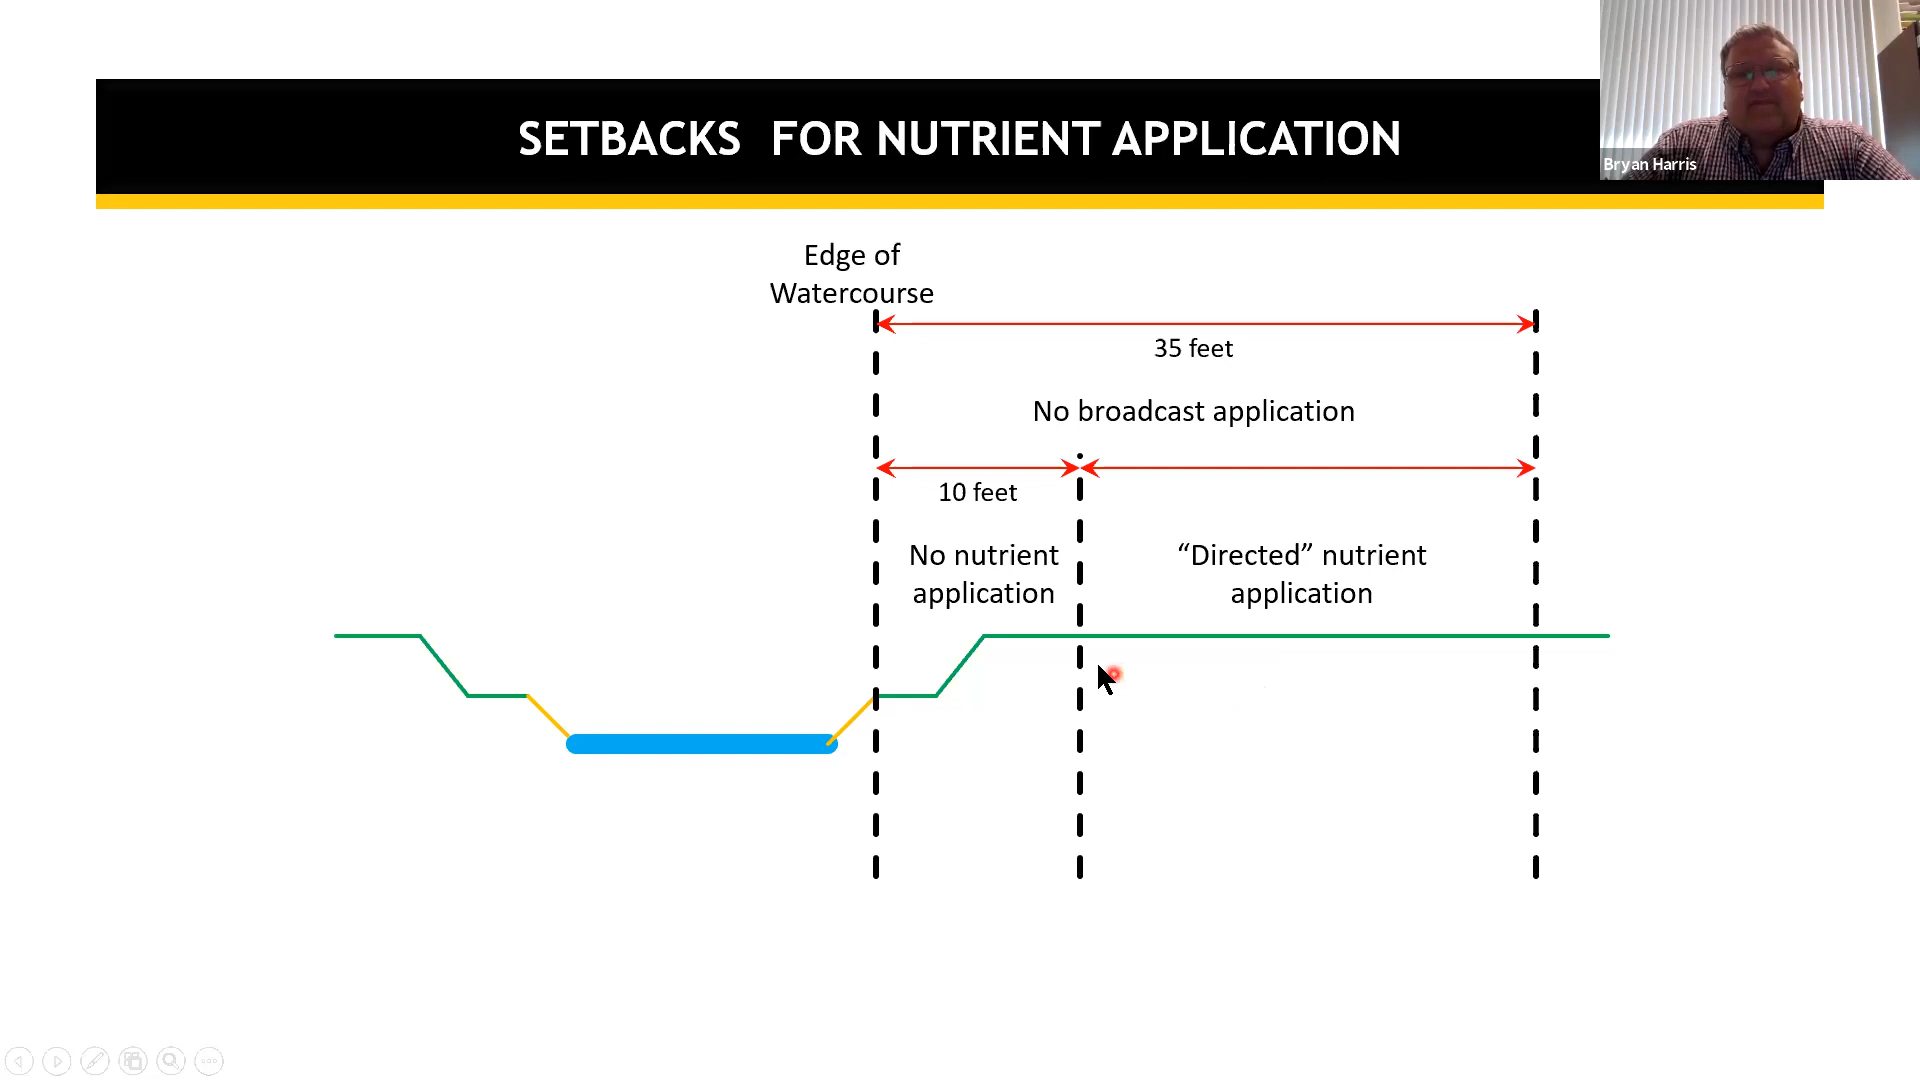 SETBACKS  FOR NUTRIENT APPLICATION
Bryan Harris
Edge of
Watercourse
35 feet
No broadcast application
10 feet
No nutrient
application
“Directed” nutrient
application